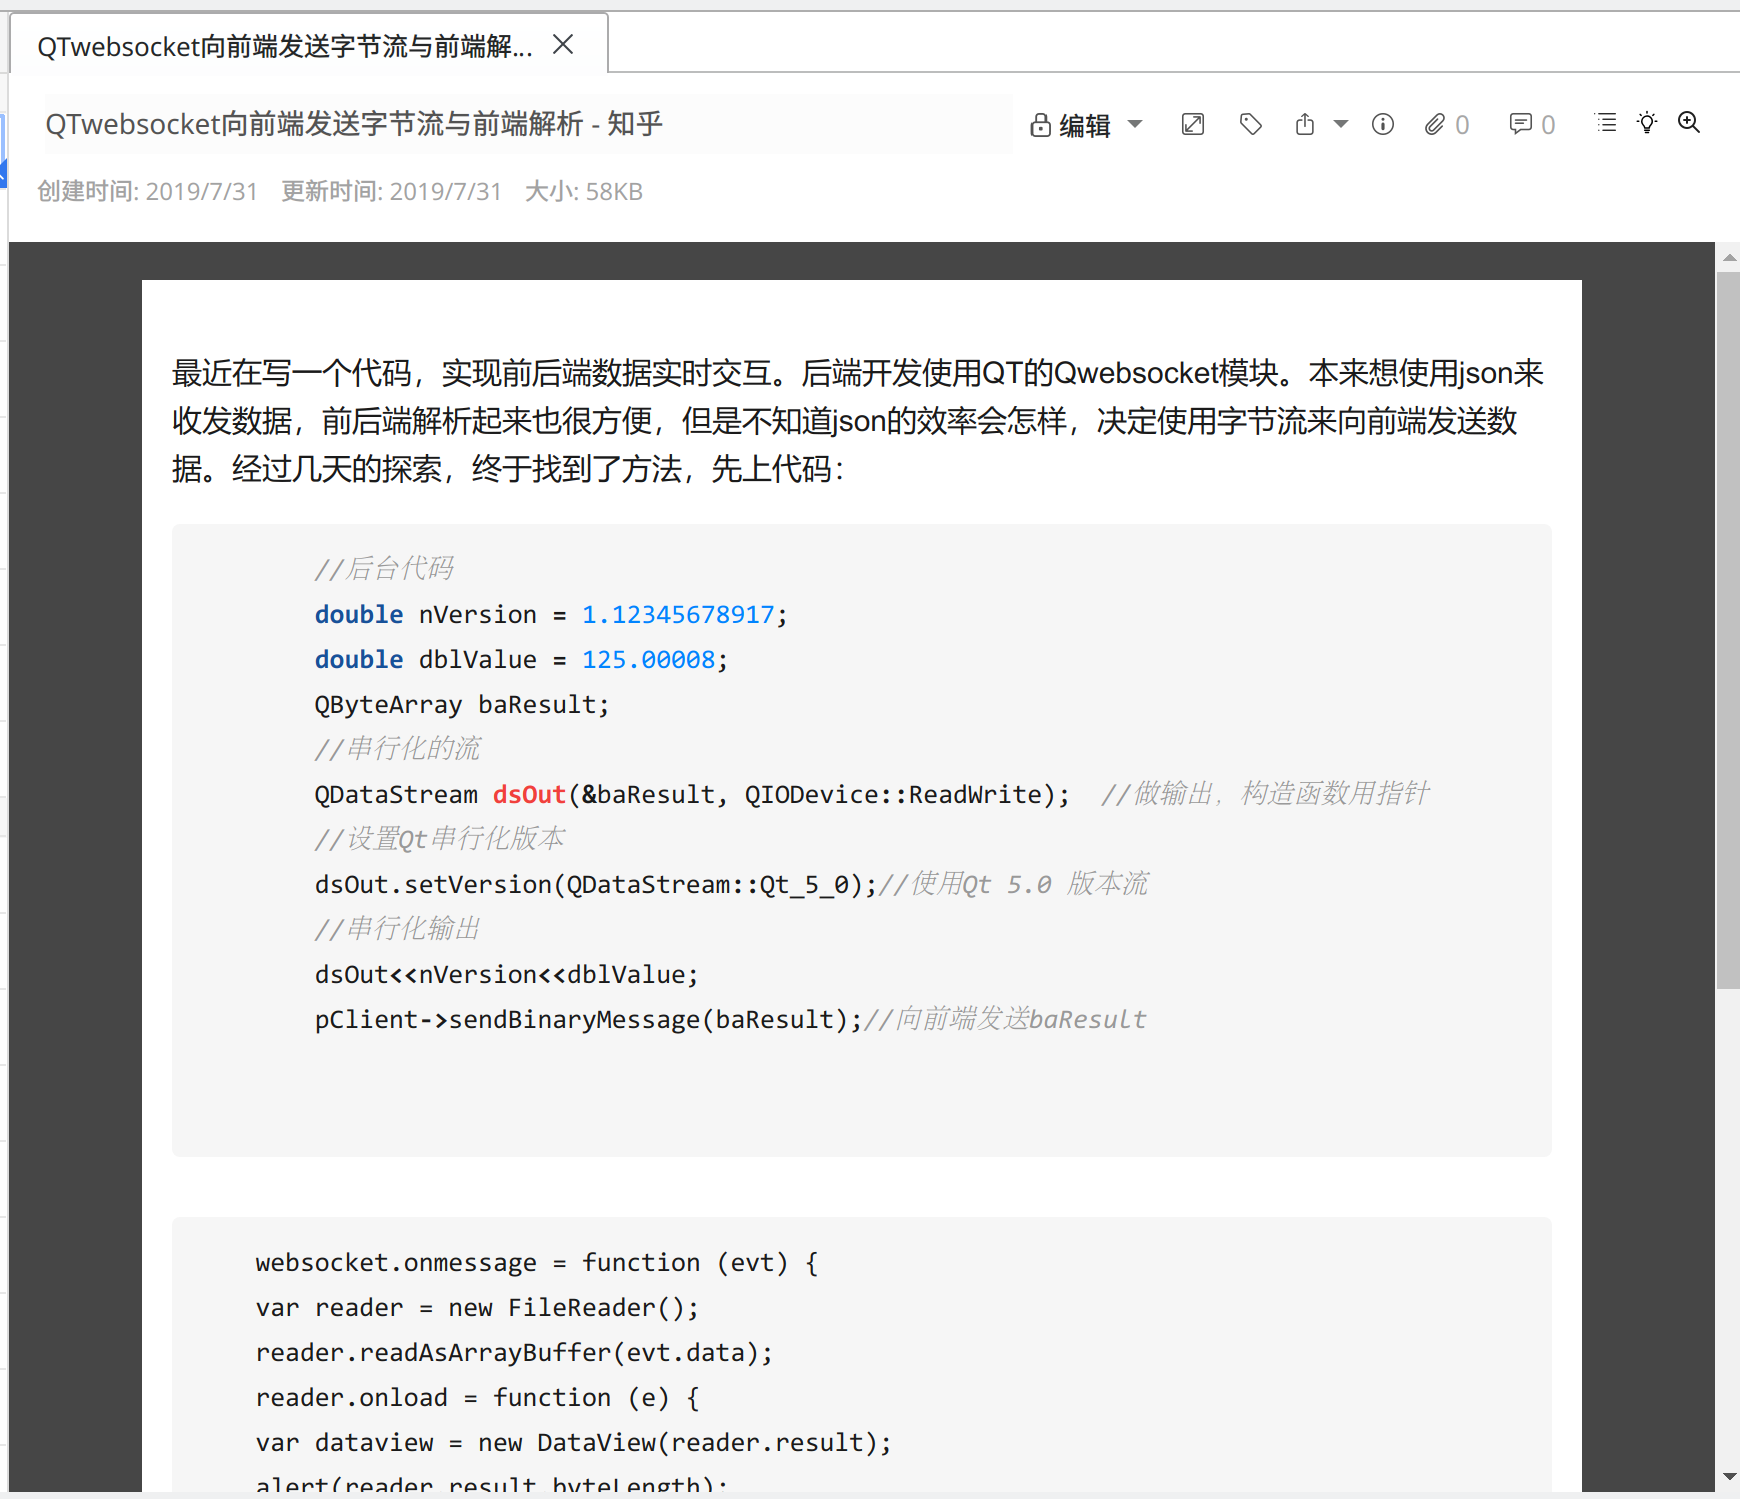 QTwebsocket向前端发送字节流与前端解...
QTwebsocket向前端发送字节流与前端解析 - 知乎
编辑
0
0
创建时间: 2019/7/31 更新时间: 2019/7/31 大小: 58KB
最近在写一个代码，实现前后端数据实时交互。后端开发使用QT的Qwebsocket模块。本来想使用json来
收发数据，前后端解析起来也很方便，但是不知道json的效率会怎样，决定使用字节流来向前端发送数
据。经过几天的探索，终于找到了方法，先上代码：
//后台代码
double nVersion = 1.12345678917;
double dblValue = 125.00008;
QByteArray baResult;
//串行化的流
QDataStream dsOut(&baResult, QIODevice::ReadWrite);  //做输出，构造函数用指针
//设置Qt串行化版本
dsOut.setVersion(QDataStream::Qt_5_0);//使用Qt 5.0 版本流
//串行化输出
dsOut<<nVersion<<dblValue;
pClient->sendBinaryMessage(baResult);//向前端发送baResult
websocket.onmessage = function (evt) {
var reader = new FileReader();
reader.readAsArrayBuffer(evt.data);
reader.onload = function (e) {
var dataview = new DataView(reader.result);
alert(reader.result.byteLength);